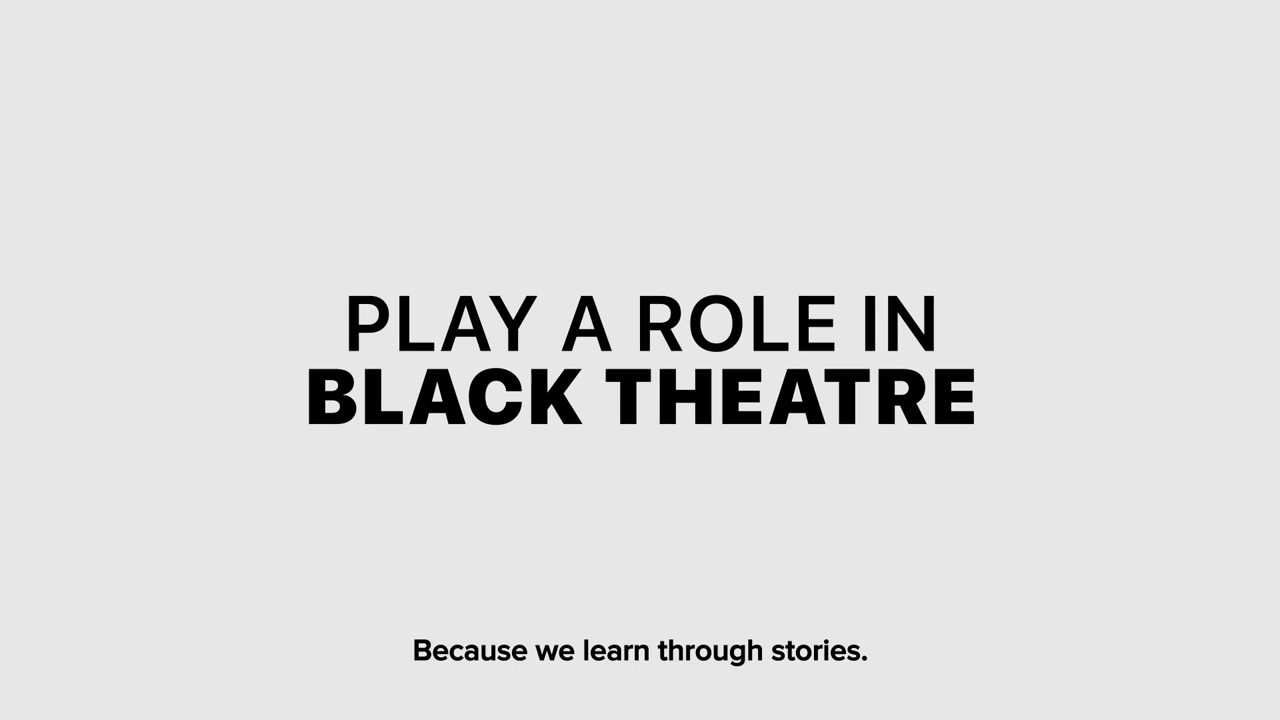 PLAY A ROLE IN
BLACK THEATRE
Because we learn through stories.